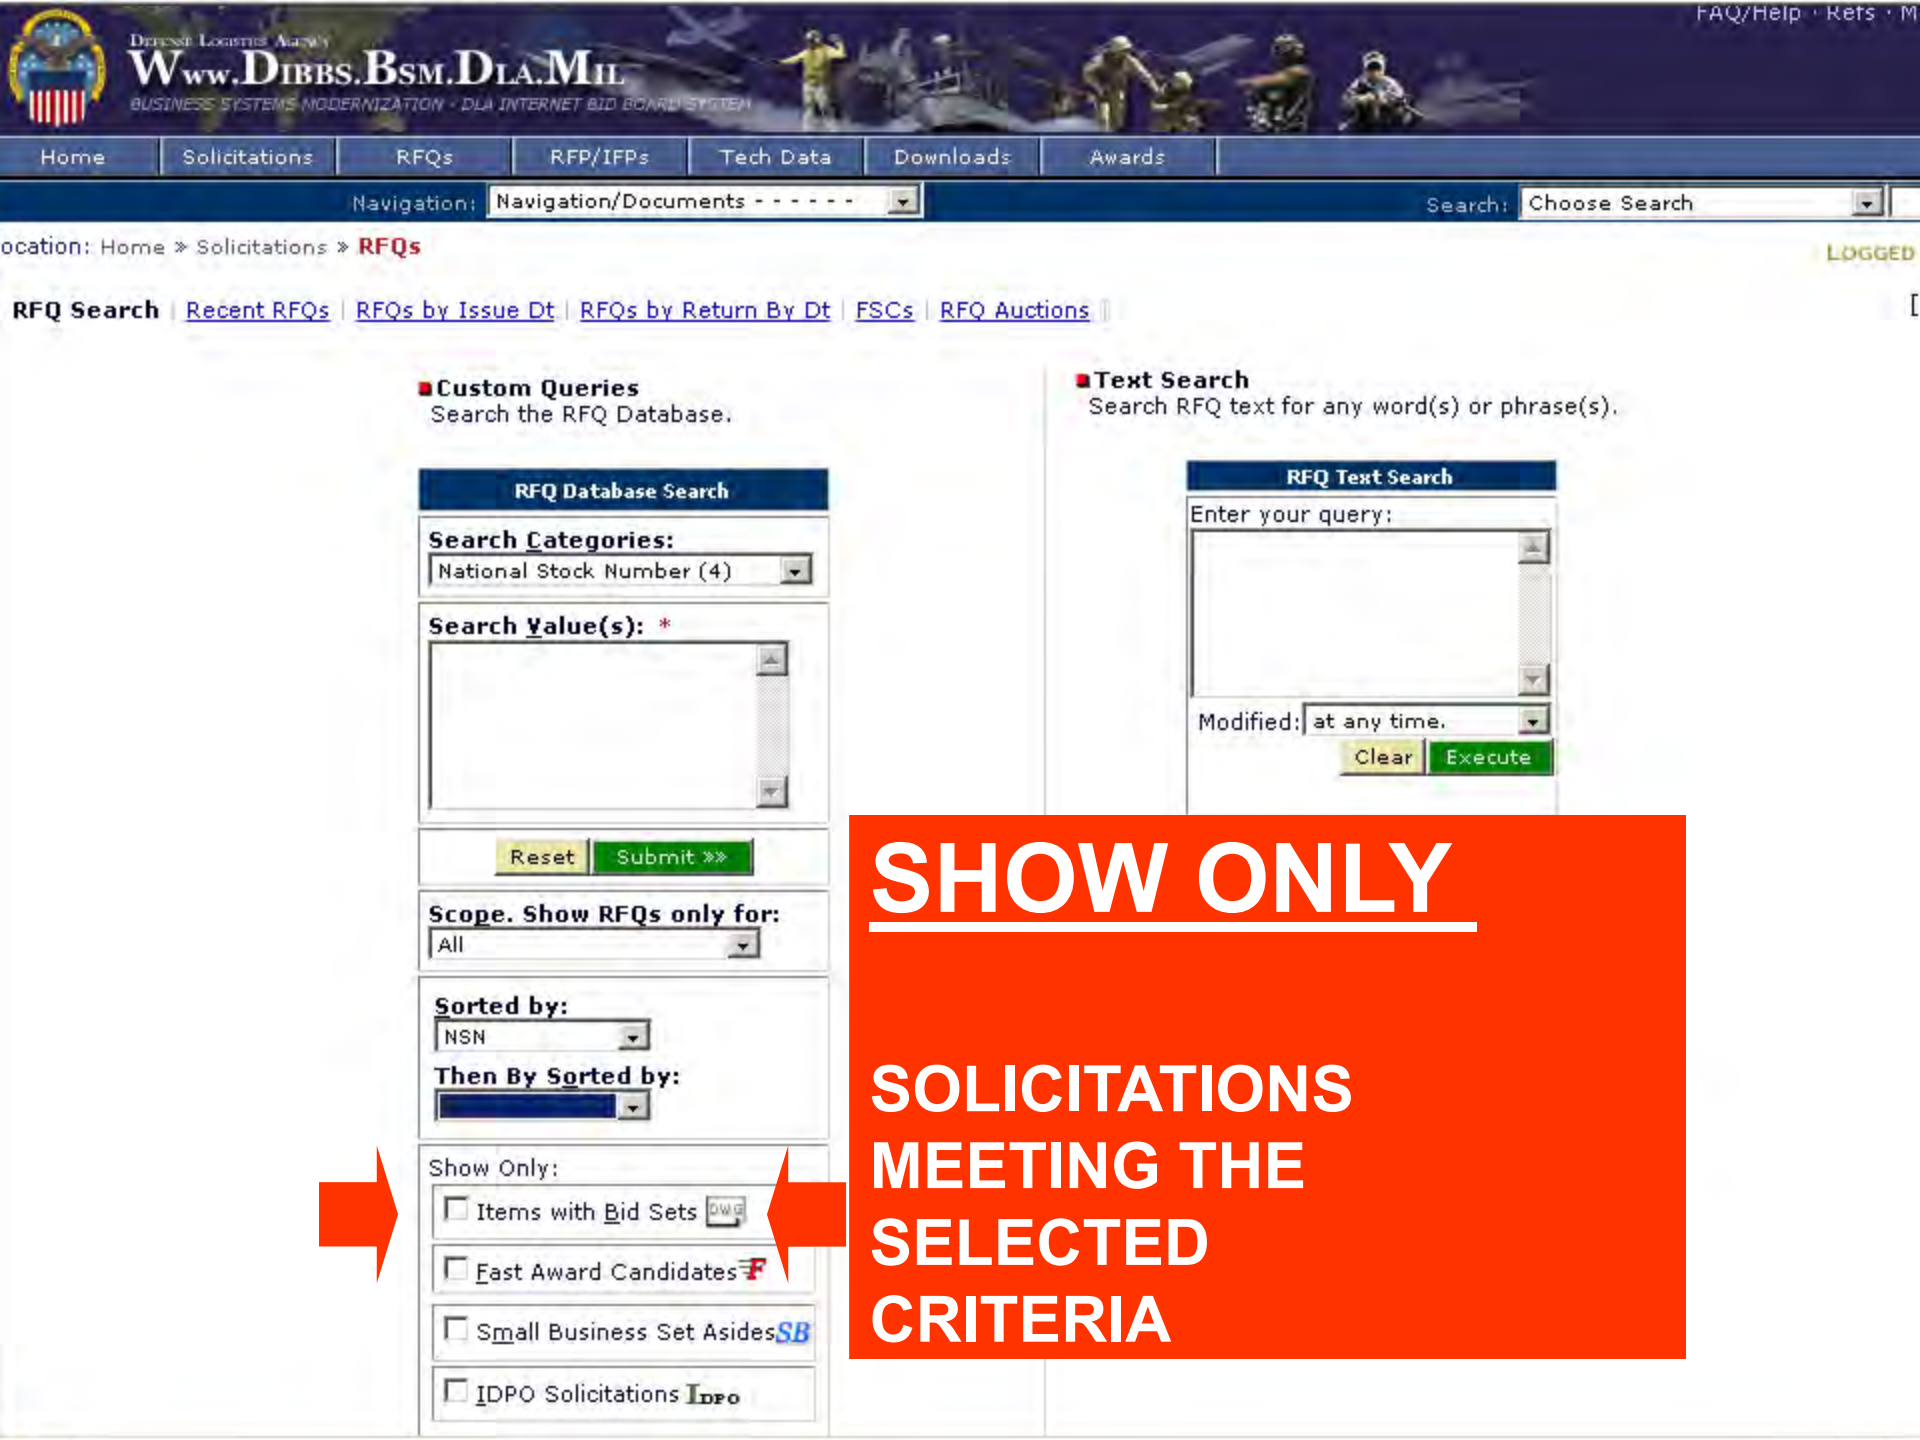 FAQ/Help · Refs · M
DEFENSE LOGISTICS AGENCY
WWW.DIBBS.BSM.DLA.MIL
BUSINESS SYSTEMS MODERNIZATION - DLA INTERNET BID BOARD SYSTEM
Home Solicitations RFQs RFP/IFPs Tech Data Downloads Awards
Navigation: Navigation/Documents - - - - - - Search: Choose Search
ocation: Home » Solicitations » RFQs
LOGGED
RFQ Search | Recent RFQs | RFQs by Issue Dt | RFQs by Return By Dt | FSCs | RFQ Auctions |
[
Custom Queries
Search the RFQ Database.
RFQ Database Search
Search Categories:
National Stock Number (4)
Search Value(s): *
Reset Submit »»
Scope. Show RFQs only for:
All
Sorted by:
NSN
Then By Sorted by:
Show Only:
Items with Bid Sets DWG
Fast Award Candidates F
Small Business Set Asides SB
IDPO Solicitations IDPO
Text Search
Search RFQ text for any word(s) or phrase(s).
RFQ Text Search
Enter your query:
Modified: at any time.
Clear Execute
SHOW ONLY
SOLICITATIONS
MEETING THE
SELECTED
CRITERIA